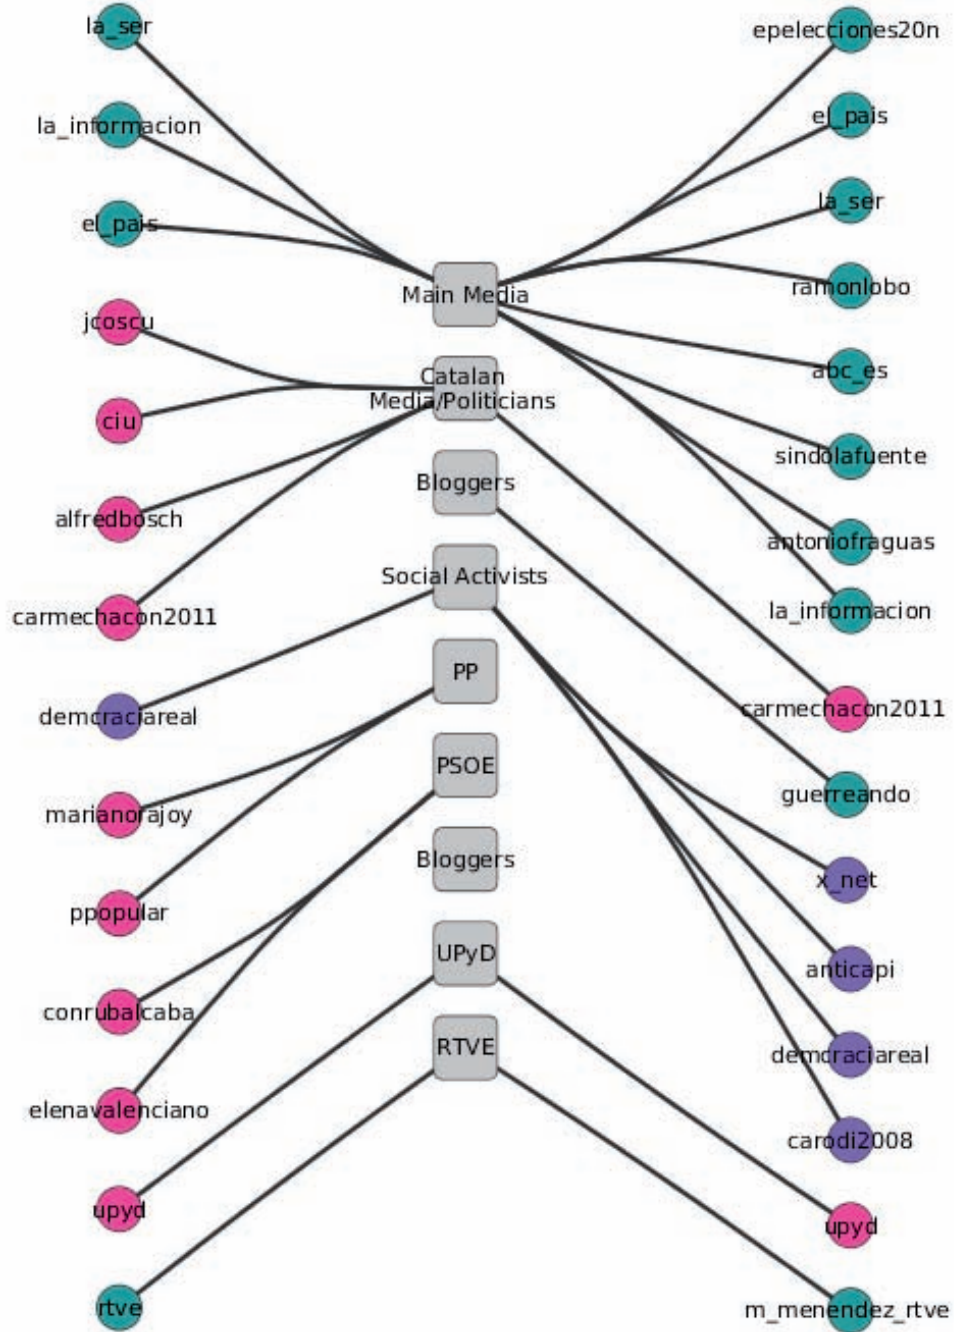 la_ser
la_informacion
el_pais
jcoscu
ciu
alfredbosch
carmechacon2011
demcraciareal
marianorajoy
ppopular
conrubalcaba
elenavalenciano
upyd
rtve
Main Media
Catalan
Media/Politicians
Bloggers
Social Activists
PP
PSOE
Bloggers
UPyD
RTVE
epelecciones20n
el_pais
la_ser
ramonlobo
abc_es
sindolafuente
antoniofraguas
la_informacion
carmechacon2011
guerreando
x_net
anticapi
demcraciareal
carodi2008
upyd
m_menendez_rtve